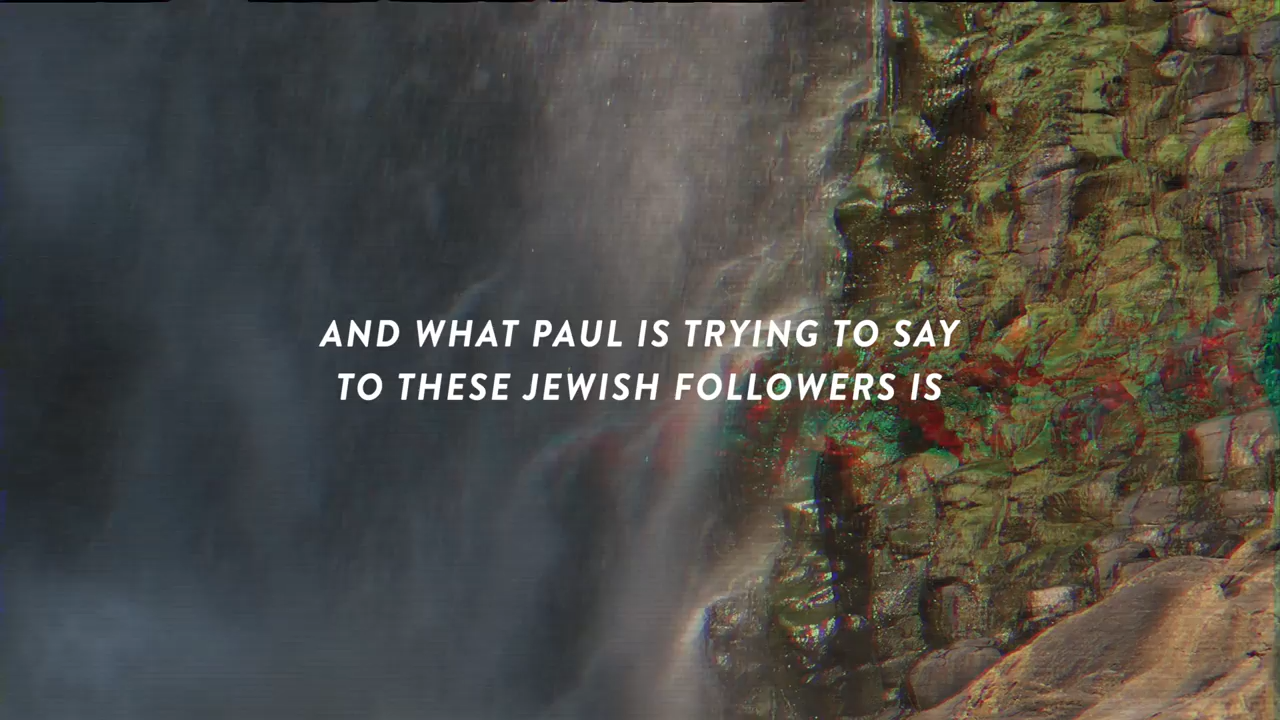 AND WHAT PAUL IS TRYING TO SAY
TO THESE JEWISH FOLLOWERS IS